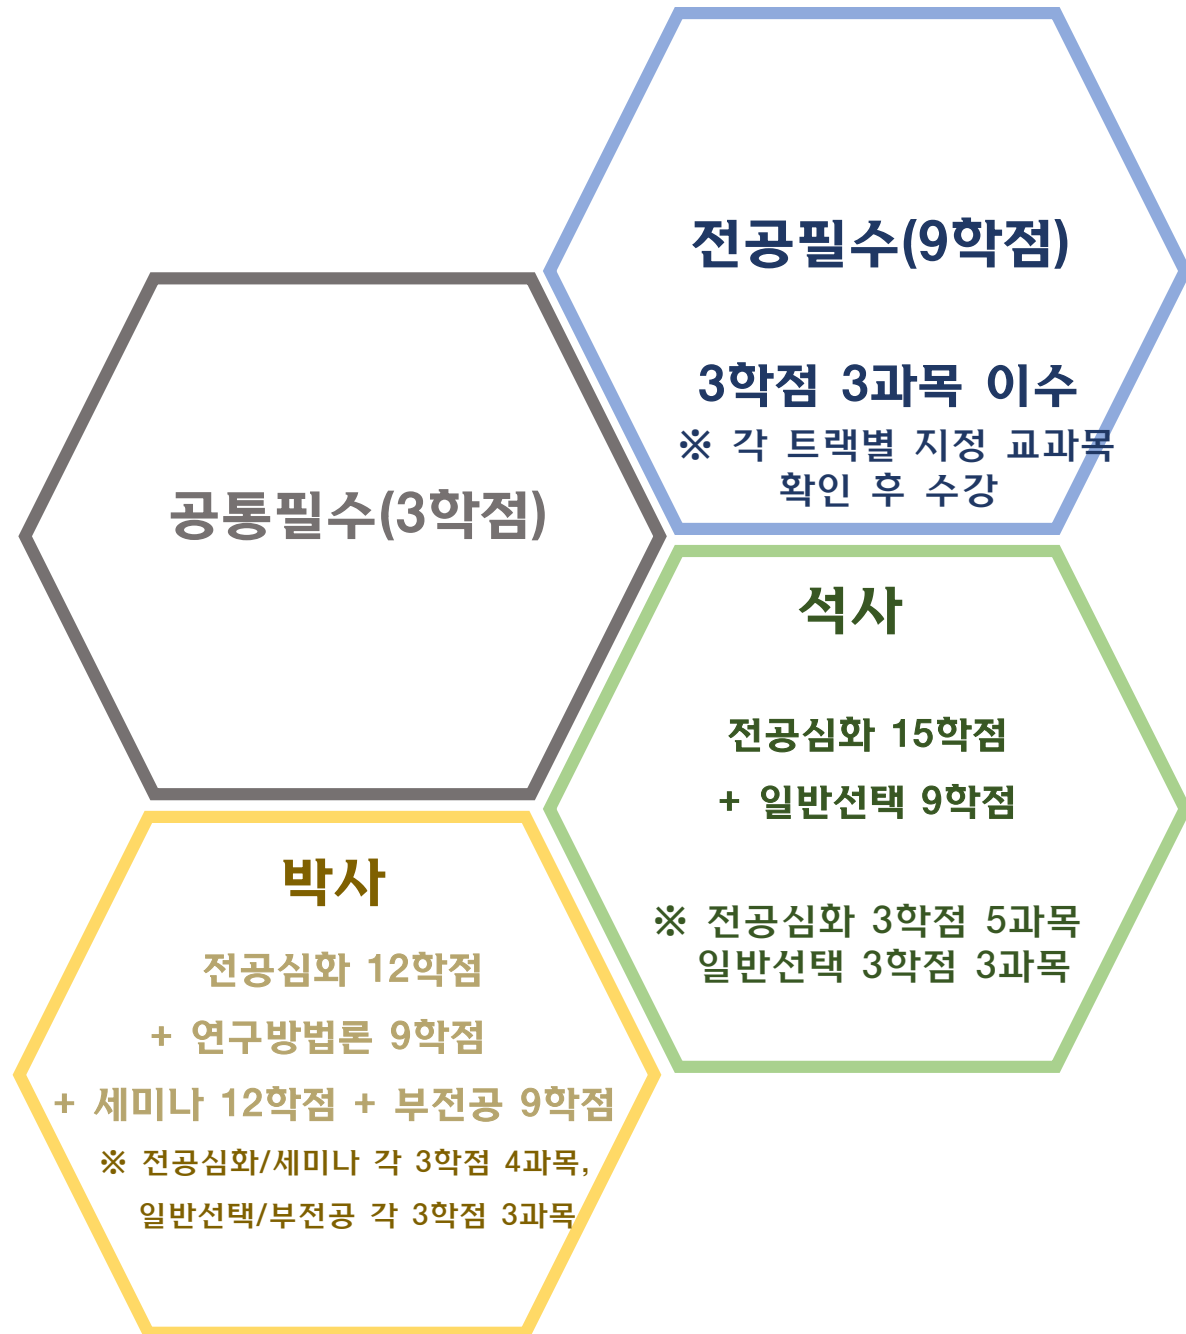 전공필수(9학점)
3학점 3과목 이수
※ 각 트랙별 지정 교과목
확인 후 수강
공통필수(3학점)
석사
전공심화 15학점
+ 일반선택 9학점
※ 전공심화 3학점 5과목
일반선택 3학점 3과목
박사
전공심화 12학점
+ 연구방법론 9학점
+ 세미나 12학점 + 부전공 9학점
※ 전공심화/세미나 각 3학점 4과목,
일반선택/부전공 각 3학점 3과목